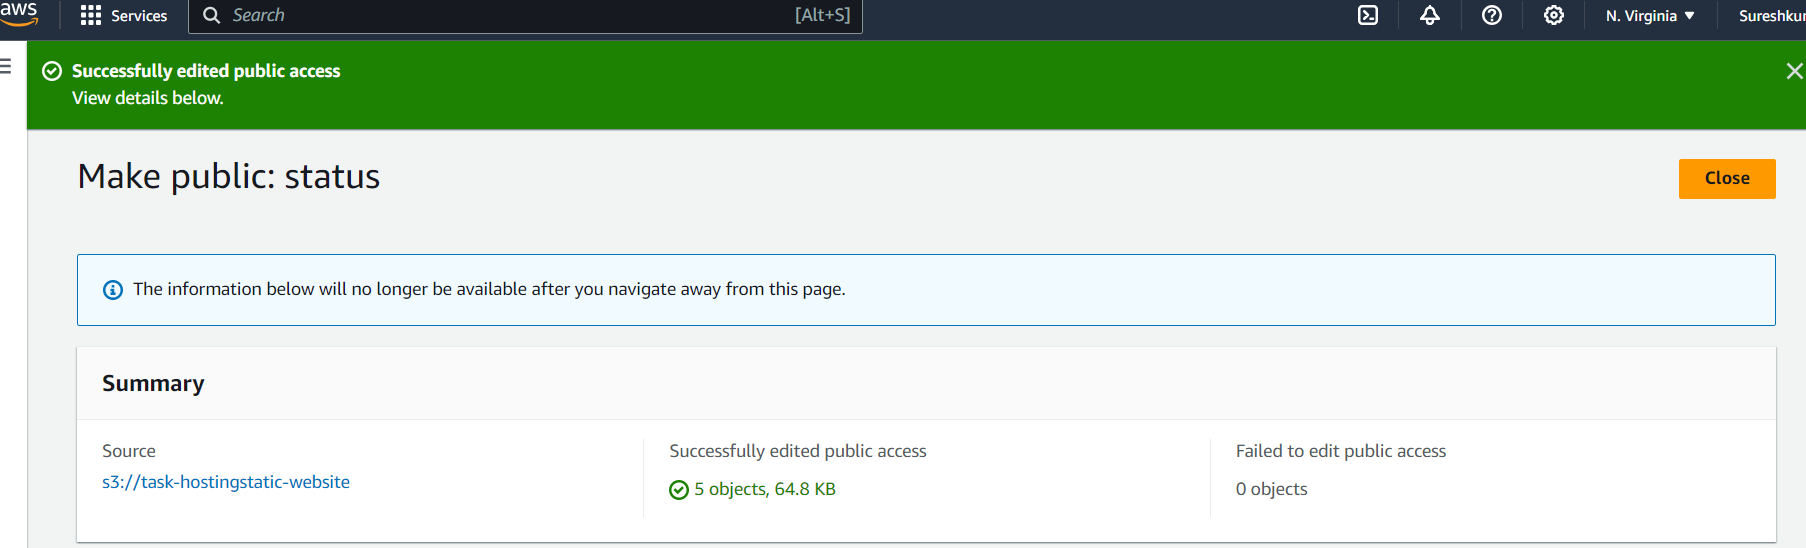 aws
Services
Search
[Alt+S]
N. Virginia
Successfully edited public access
View details below.
Make public: status
Close
The information below will no longer be available after you navigate away from this page.
Summary
Source
s3://task-hostingstatic-website
Successfully edited public access
5 objects, 64.8 KB
Failed to edit public access
0 objects